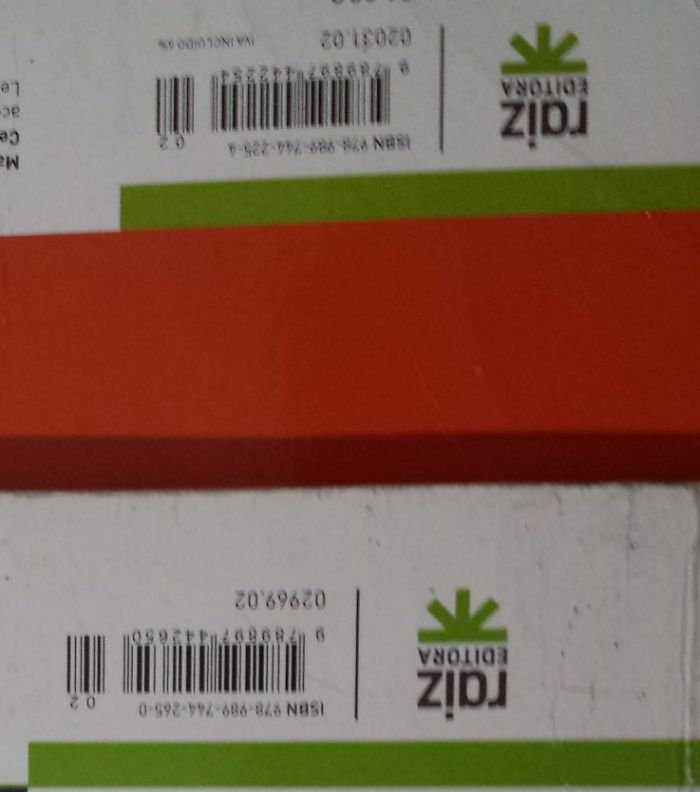 raiz
EDITORA
ISBN 978-989-744-265-0
0 2
9 789897 442650
02969.02
raiz
EDITORA
ISBN 978-989-744-225-4
0 2
9 789897 442254
02031.02 IVA INCLUÍDO 6%